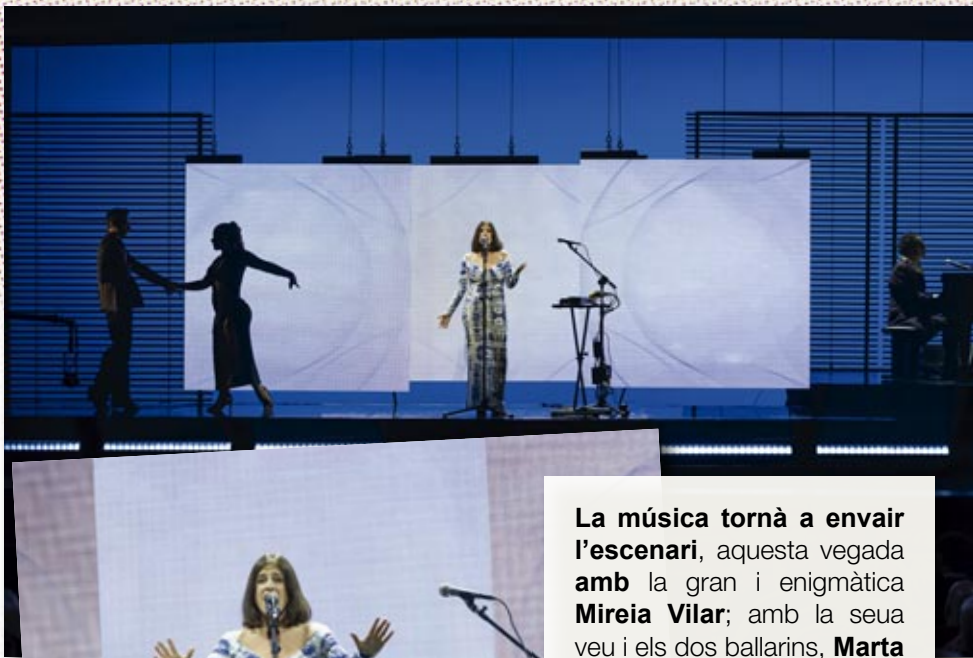 La música tornà a envair
l'escenari, aquesta vegada
amb la gran i enigmàtica
Mireia Vilar; amb la seua
veu i els dos ballarins, Marta